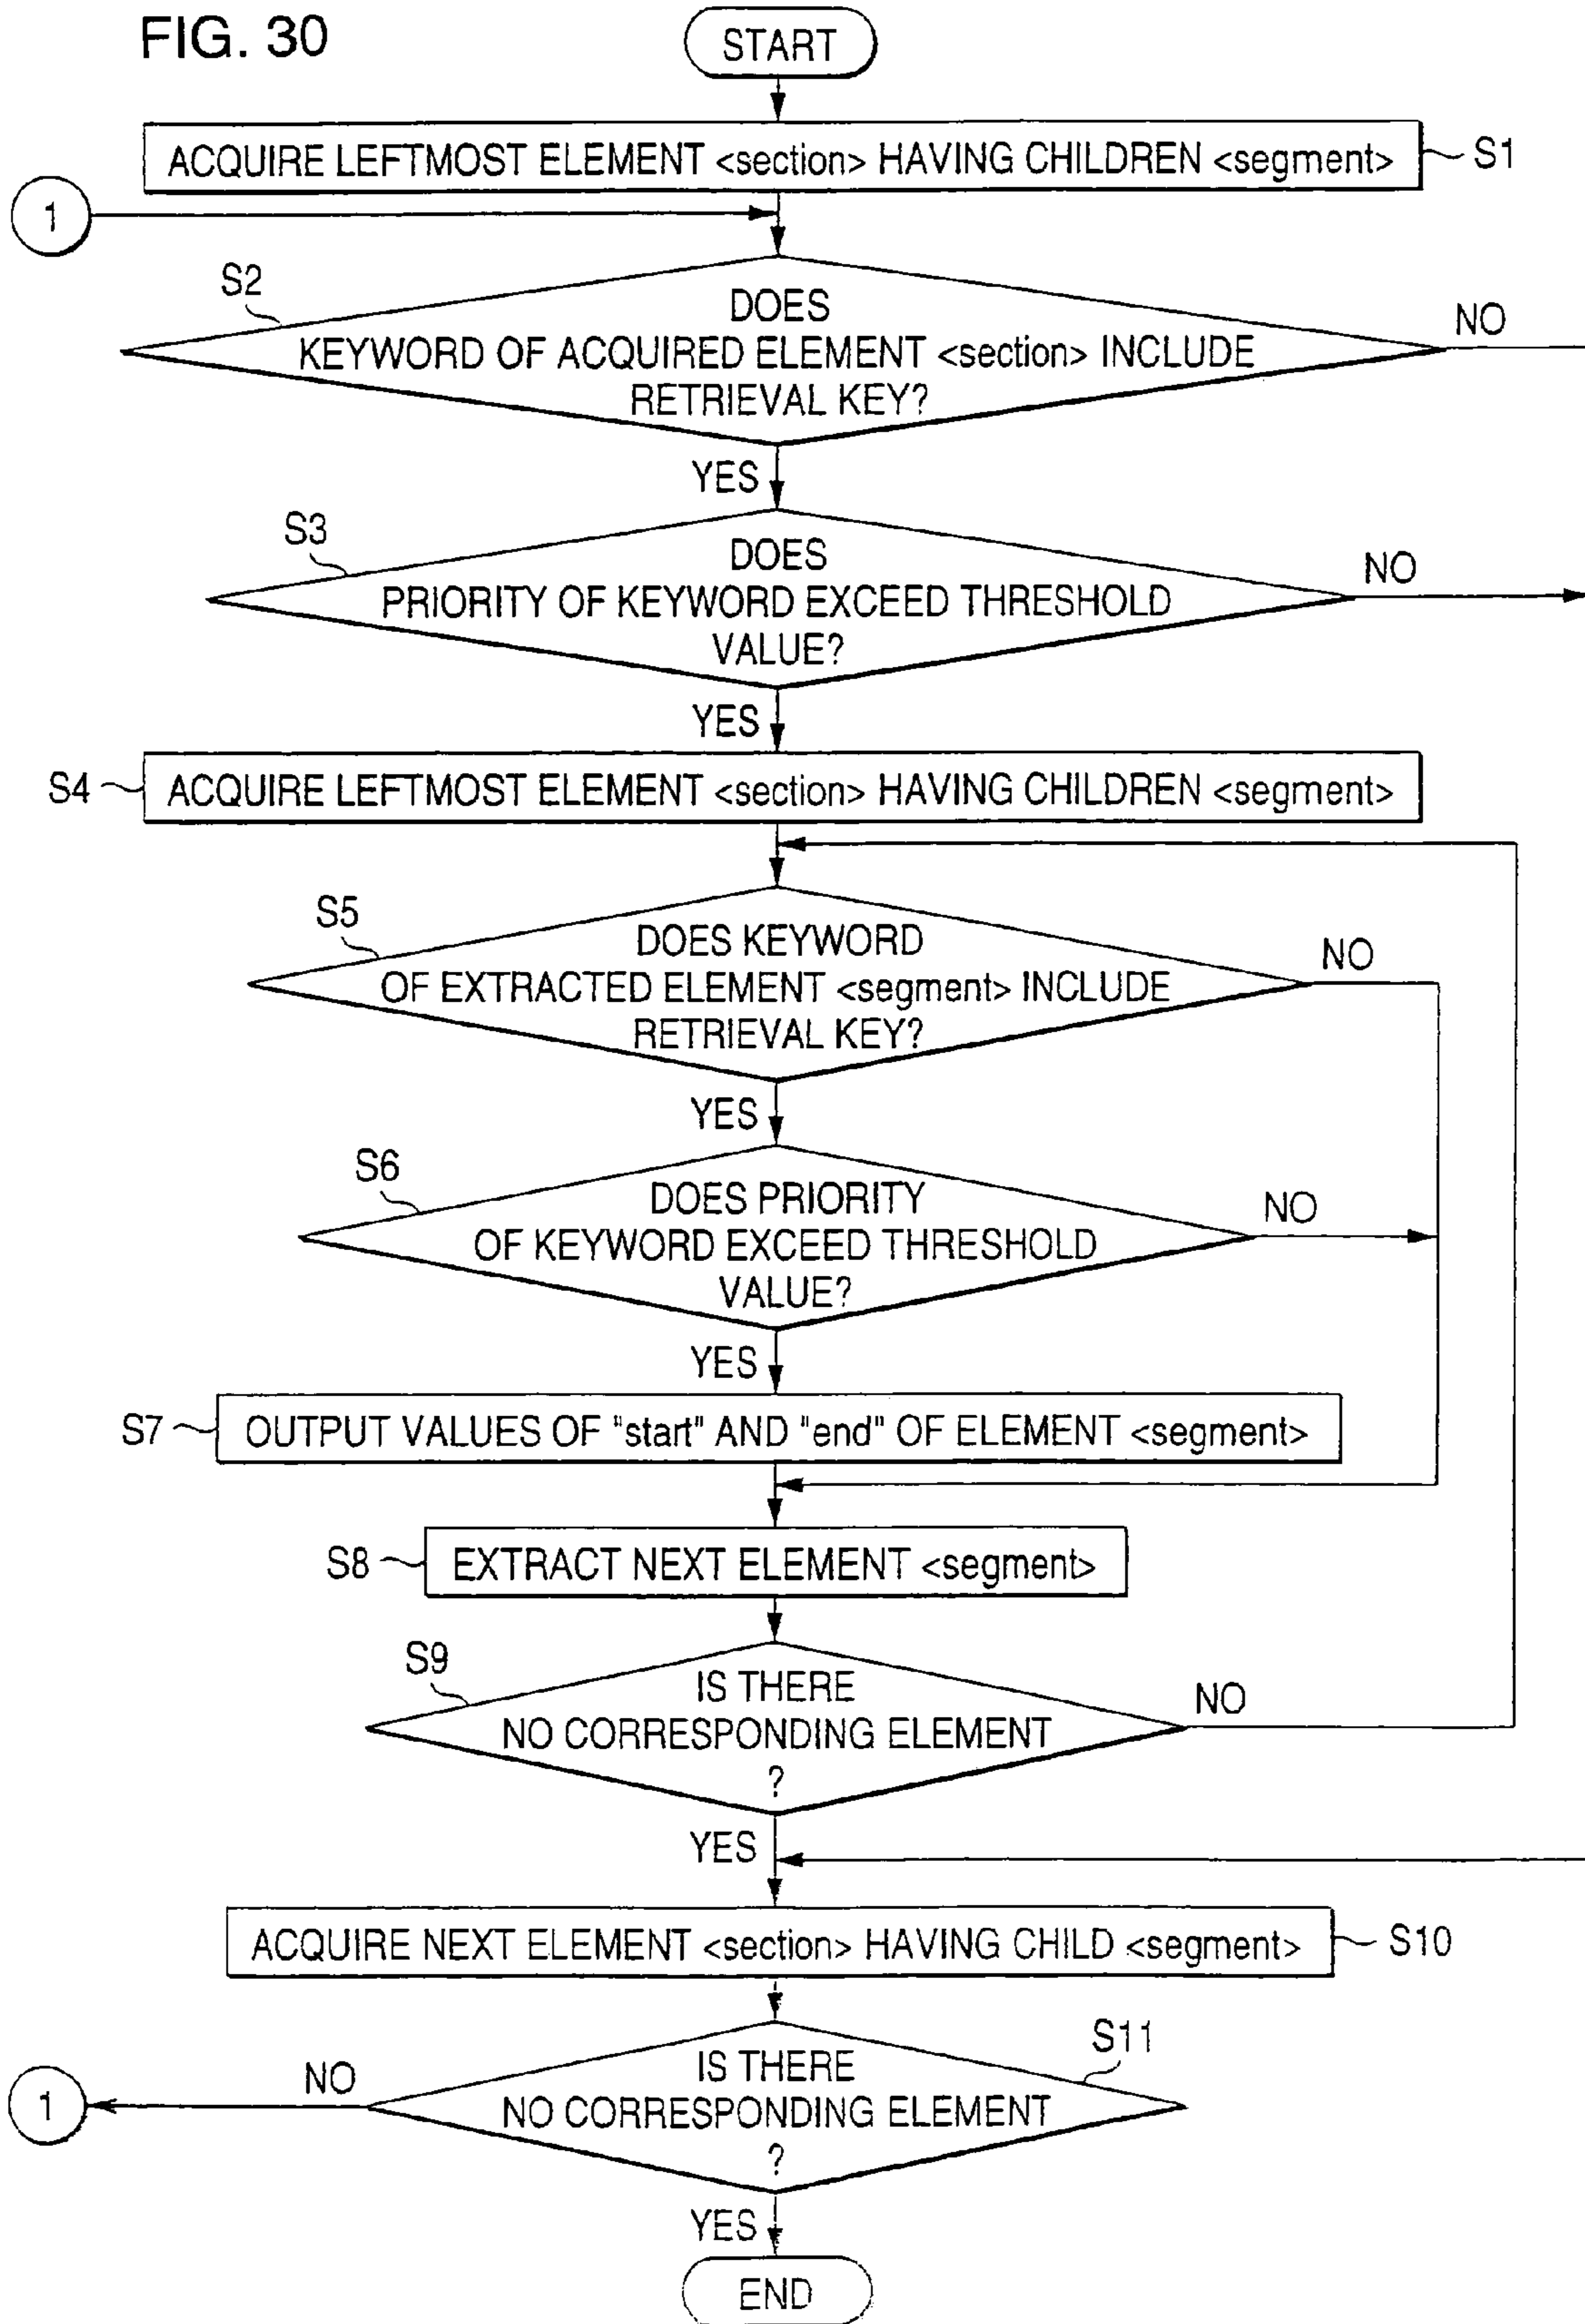 FIG. 30
START
ACQUIRE LEFTMOST ELEMENT <section> HAVING CHILDREN <segment>
S1
1
S2
DOES
KEYWORD OF ACQUIRED ELEMENT <section> INCLUDE
RETRIEVAL KEY?
NO
YES
S3
DOES
PRIORITY OF KEYWORD EXCEED THRESHOLD
VALUE?
NO
YES
S4
ACQUIRE LEFTMOST ELEMENT <section> HAVING CHILDREN <segment>
S5
DOES KEYWORD
OF EXTRACTED ELEMENT <segment> INCLUDE
RETRIEVAL KEY?
NO
YES
S6
DOES PRIORITY
OF KEYWORD EXCEED THRESHOLD
VALUE?
NO
YES
S7
OUTPUT VALUES OF "start" AND "end" OF ELEMENT <segment>
S8
EXTRACT NEXT ELEMENT <segment>
S9
IS THERE
NO CORRESPONDING ELEMENT
?
NO
YES
ACQUIRE NEXT ELEMENT <section> HAVING CHILD <segment>
S10
S11
IS THERE
NO CORRESPONDING ELEMENT
?
NO
1
YES
END